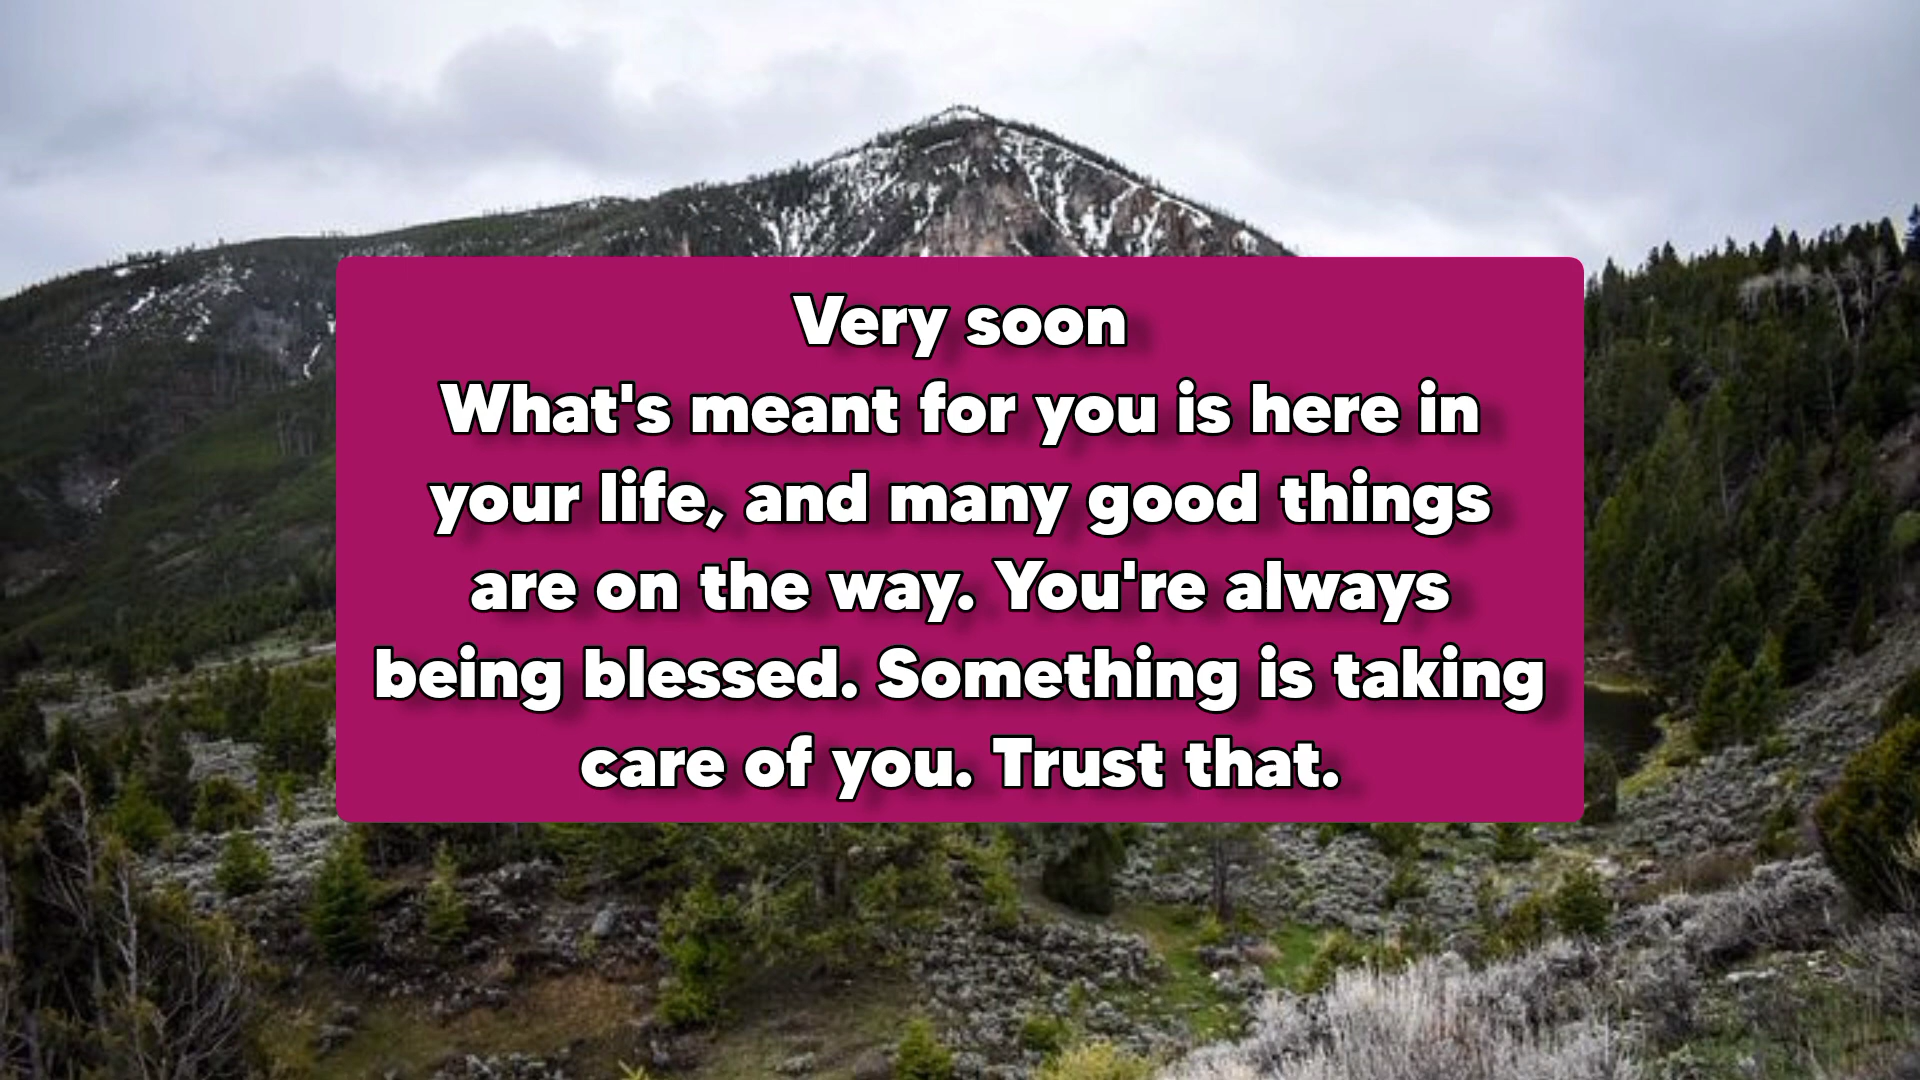 Very soon
What's meant for you is here in
your life, and many good things
are on the way. You're always
being blessed. Something is taking
care of you. Trust that.